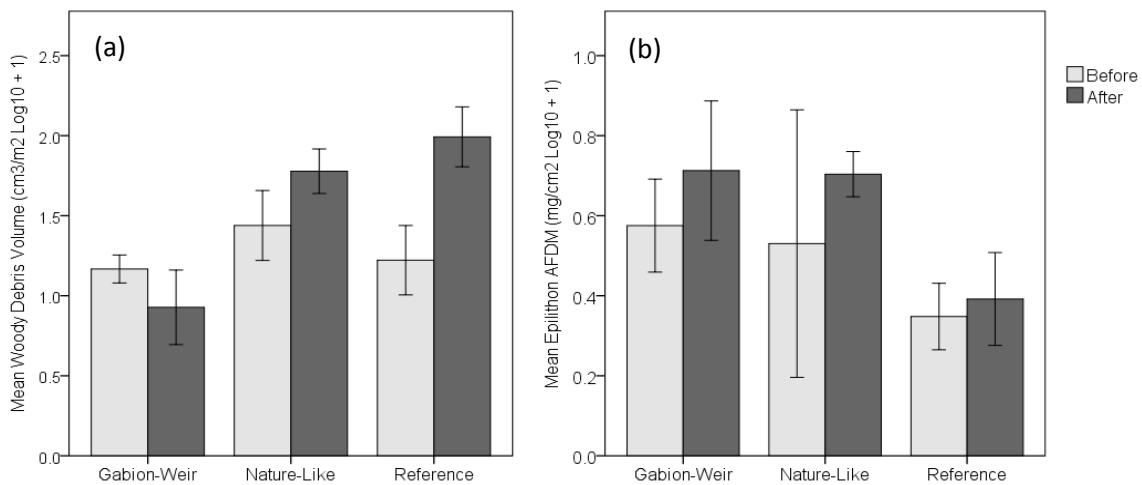 (a)
Mean Woody Debris Volume (cm3/m2 Log10 + 1)
2.5
2.0
1.5
1.0
0.5
0.0
Gabion-Weir Nature-Like Reference
(b)
Mean Epilithon AFDM (mg/cm2 Log10 + 1)
1.0
0.8
0.6
0.4
0.2
0.0
Gabion-Weir Nature-Like Reference
Before
After